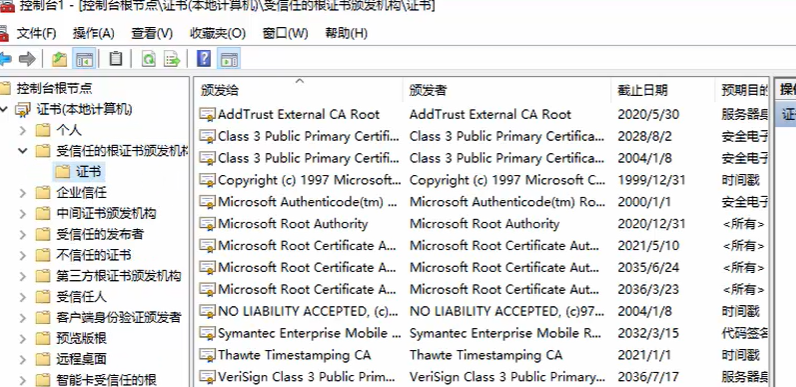 控制台1 - [控制台根节点\证书(本地计算机)\受信任的根证书颁发机构\证书]
文件(F) 操作(A) 查看(V) 收藏夹(O) 窗口(W) 帮助(H)
控制台根节点
证书(本地计算机)
个人
受信任的根证书颁发机构
证书
企业信任
中间证书颁发机构
受信任的发布者
不信任的证书
第三方根证书颁发机构
受信任人
客户端身份验证颁发者
预览版根
远程桌面
智能卡受信任的根
颁发给 颁发者 截止日期 预期目的
AddTrust External CA Root AddTrust External CA Root 2020/5/30 服务器身
Class 3 Public Primary Certifi... Class 3 Public Primary Certifica... 2028/8/2 安全电子
Class 3 Public Primary Certifi... Class 3 Public Primary Certifica... 2004/1/8 安全电子
Copyright (c) 1997 Microsoft... Copyright (c) 1997 Microsoft C... 1999/12/31 时间戳
Microsoft Authenticode(tm) ... Microsoft Authenticode(tm) Ro... 2000/1/1 安全电子
Microsoft Root Authority Microsoft Root Authority 2020/12/31 <所有>
Microsoft Root Certificate A... Microsoft Root Certificate Aut... 2021/5/10 <所有>
Microsoft Root Certificate A... Microsoft Root Certificate Aut... 2035/6/24 <所有>
Microsoft Root Certificate A... Microsoft Root Certificate Aut... 2036/3/23 <所有>
NO LIABILITY ACCEPTED, (c)... NO LIABILITY ACCEPTED, (c)97... 2004/1/8 时间戳
Symantec Enterprise Mobile ... Symantec Enterprise Mobile R... 2032/3/15 代码签名
Thawte Timestamping CA Thawte Timestamping CA 2021/1/1 时间戳
VeriSign Class 3 Public Prim... VeriSign Class 3 Public Primary... 2036/7/17 服务器身
操作
证